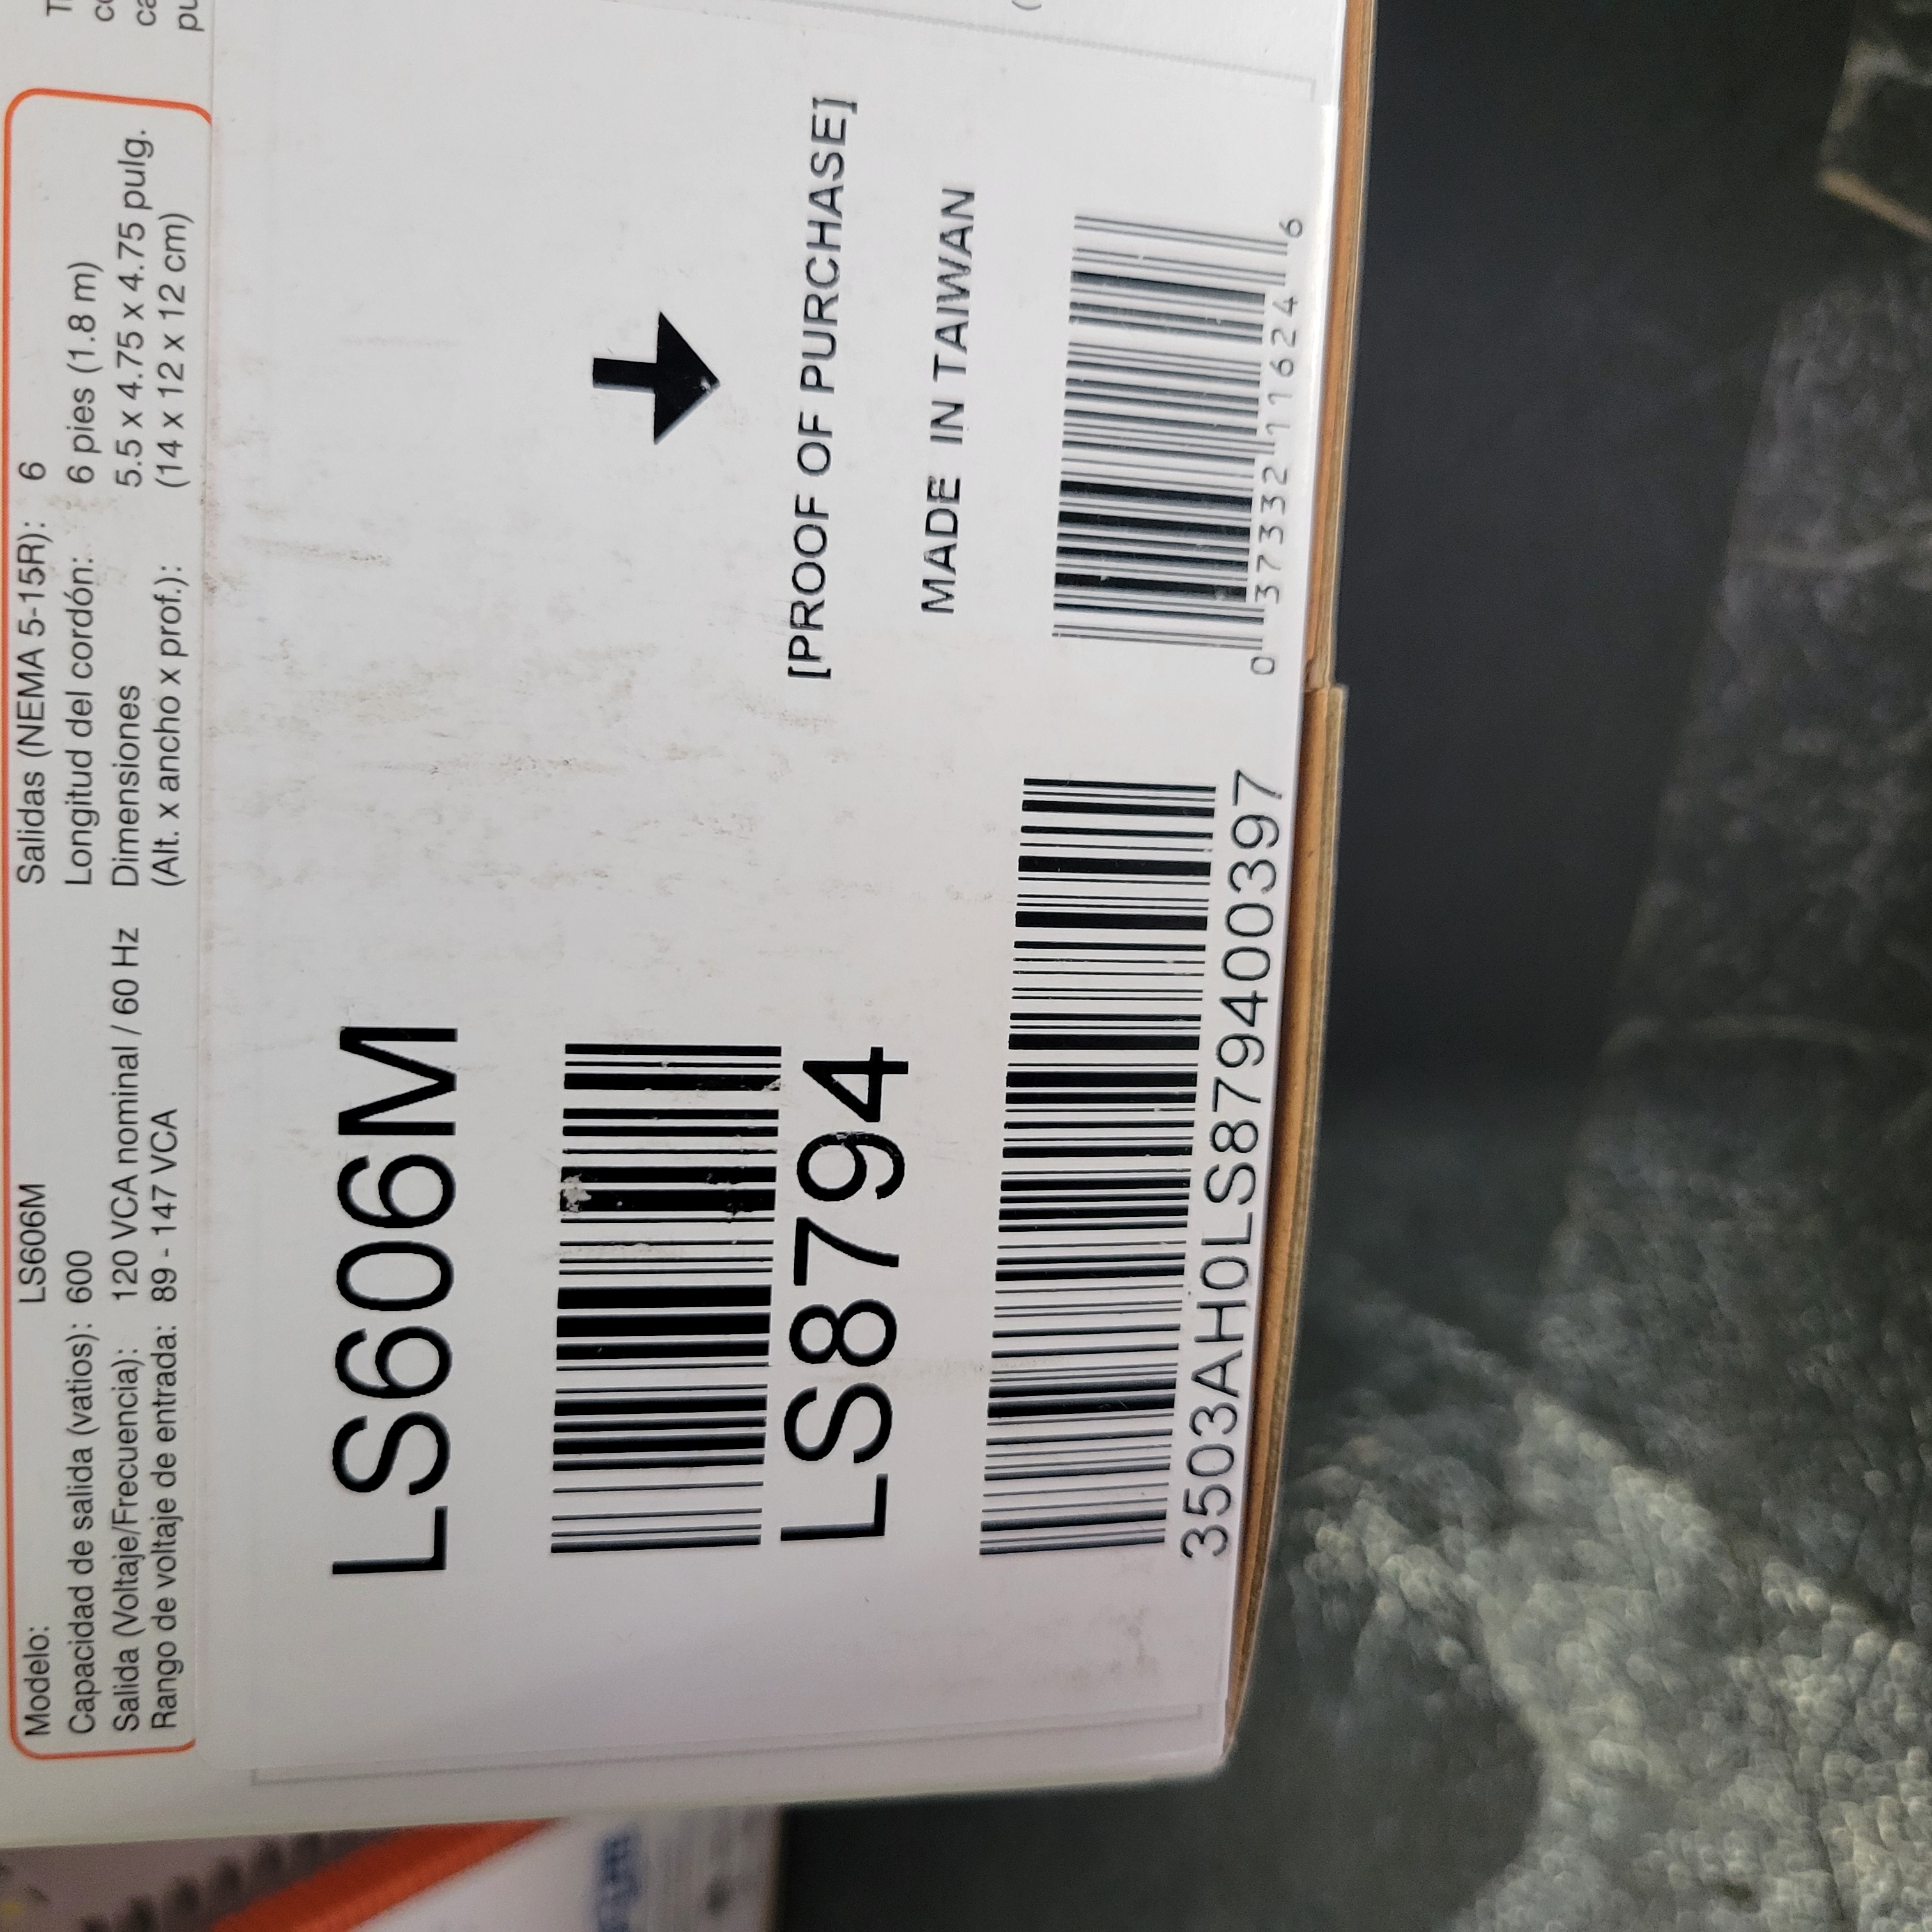 Modelo: LS606M
Capacidad de salida (vatios): 600
Salida (Voltaje/Frecuencia): 120 VCA nominal / 60 Hz
Rango de voltaje de entrada: 89 - 147 VCA
Salidas (NEMA 5-15R): 6
Longitud del cordón: 6 pies (1.8 m)
Dimensiones 5.5 x 4.75 x 4.75 pulg.
(Alt. x ancho x prof.): (14 x 12 x 12 cm)
LS606M
LS8794
3503AH0LS879400397
[PROOF OF PURCHASE]
MADE IN TAIWAN
0 37332 11624 6